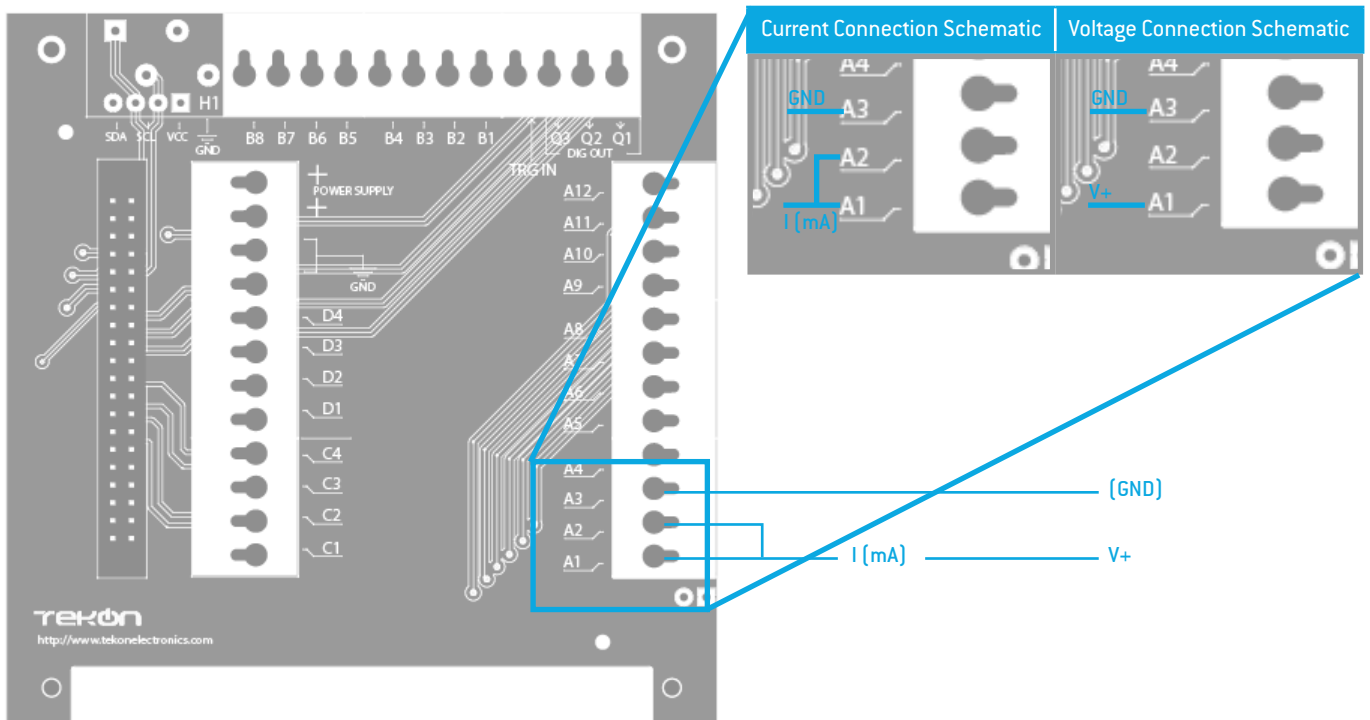 Current Connection Schematic
Voltage Connection Schematic
A4
GND
A3
A2
A1
I (mA)
A4
GND
A3
A2
V+
A1
H1
SDA
SCL
VCC
GND
B8 B7 B6 B5 B4 B3 B2 B1
TRG IN
Q3 Q2 Q1
DIG OUT
+
POWER SUPPLY
+
GND
D4
D3
D2
D1
C4
C3
C2
C1
A12
A11
A10
A9
A8
A7
A6
A5
A4
A3
A2
A1
(GND)
I (mA)
V+
TEKON
http://www.tekonelectronics.com